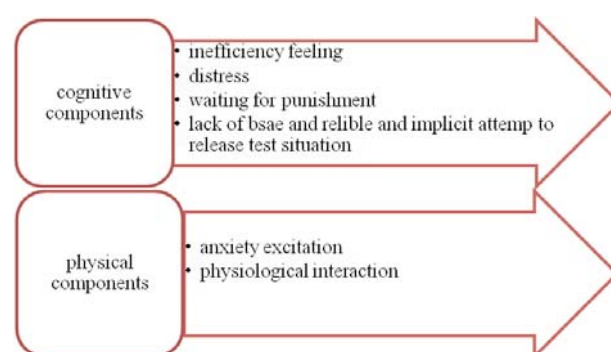 cognitive
components
• inefficiency feeling
• distress
• waiting for punishment
• lack of bsae and relible and implicit attemp to
release test situation
physical
components
• anxiety excitation
• physiological interaction